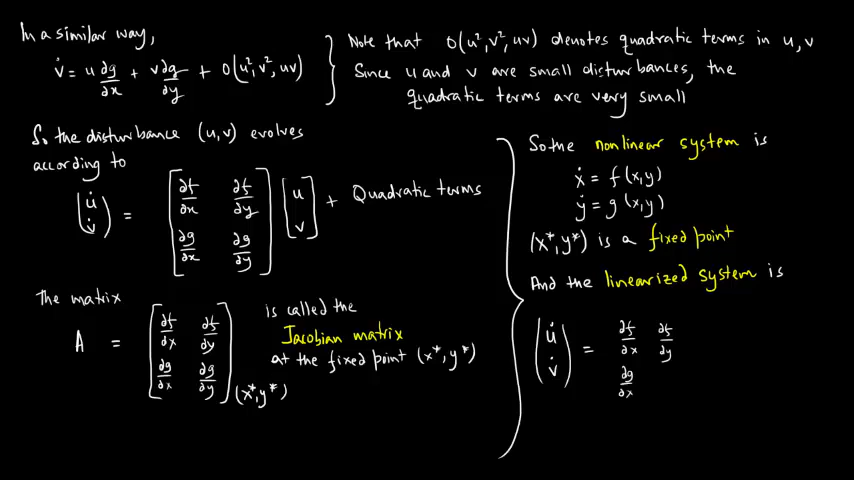 In a similar way,
v̇ = u ∂g/∂x + v ∂g/∂y + O(u², v², uv)
Note that O(u², v², uv) denotes quadratic terms in u, v
Since u and v are small disturbances, the
quadratic terms are very small
So the disturbance (u, v) evolves
according to
(u̇ v̇) = [∂f/∂x ∂f/∂y ∂g/∂x ∂g/∂y] [u v] + Quadratic terms
The matrix
A = [∂f/∂x ∂f/∂y ∂g/∂x ∂g/∂y] (x*, y*)
is called the
Jacobian matrix
at the fixed point (x*, y*)
So the nonlinear system is
ẋ = f(x,y)
ẏ = g(x,y)
(x*, y*) is a fixed point
And the linearized system is
(u̇ v̇) = ∂f/∂x ∂f/∂y ∂g/∂x